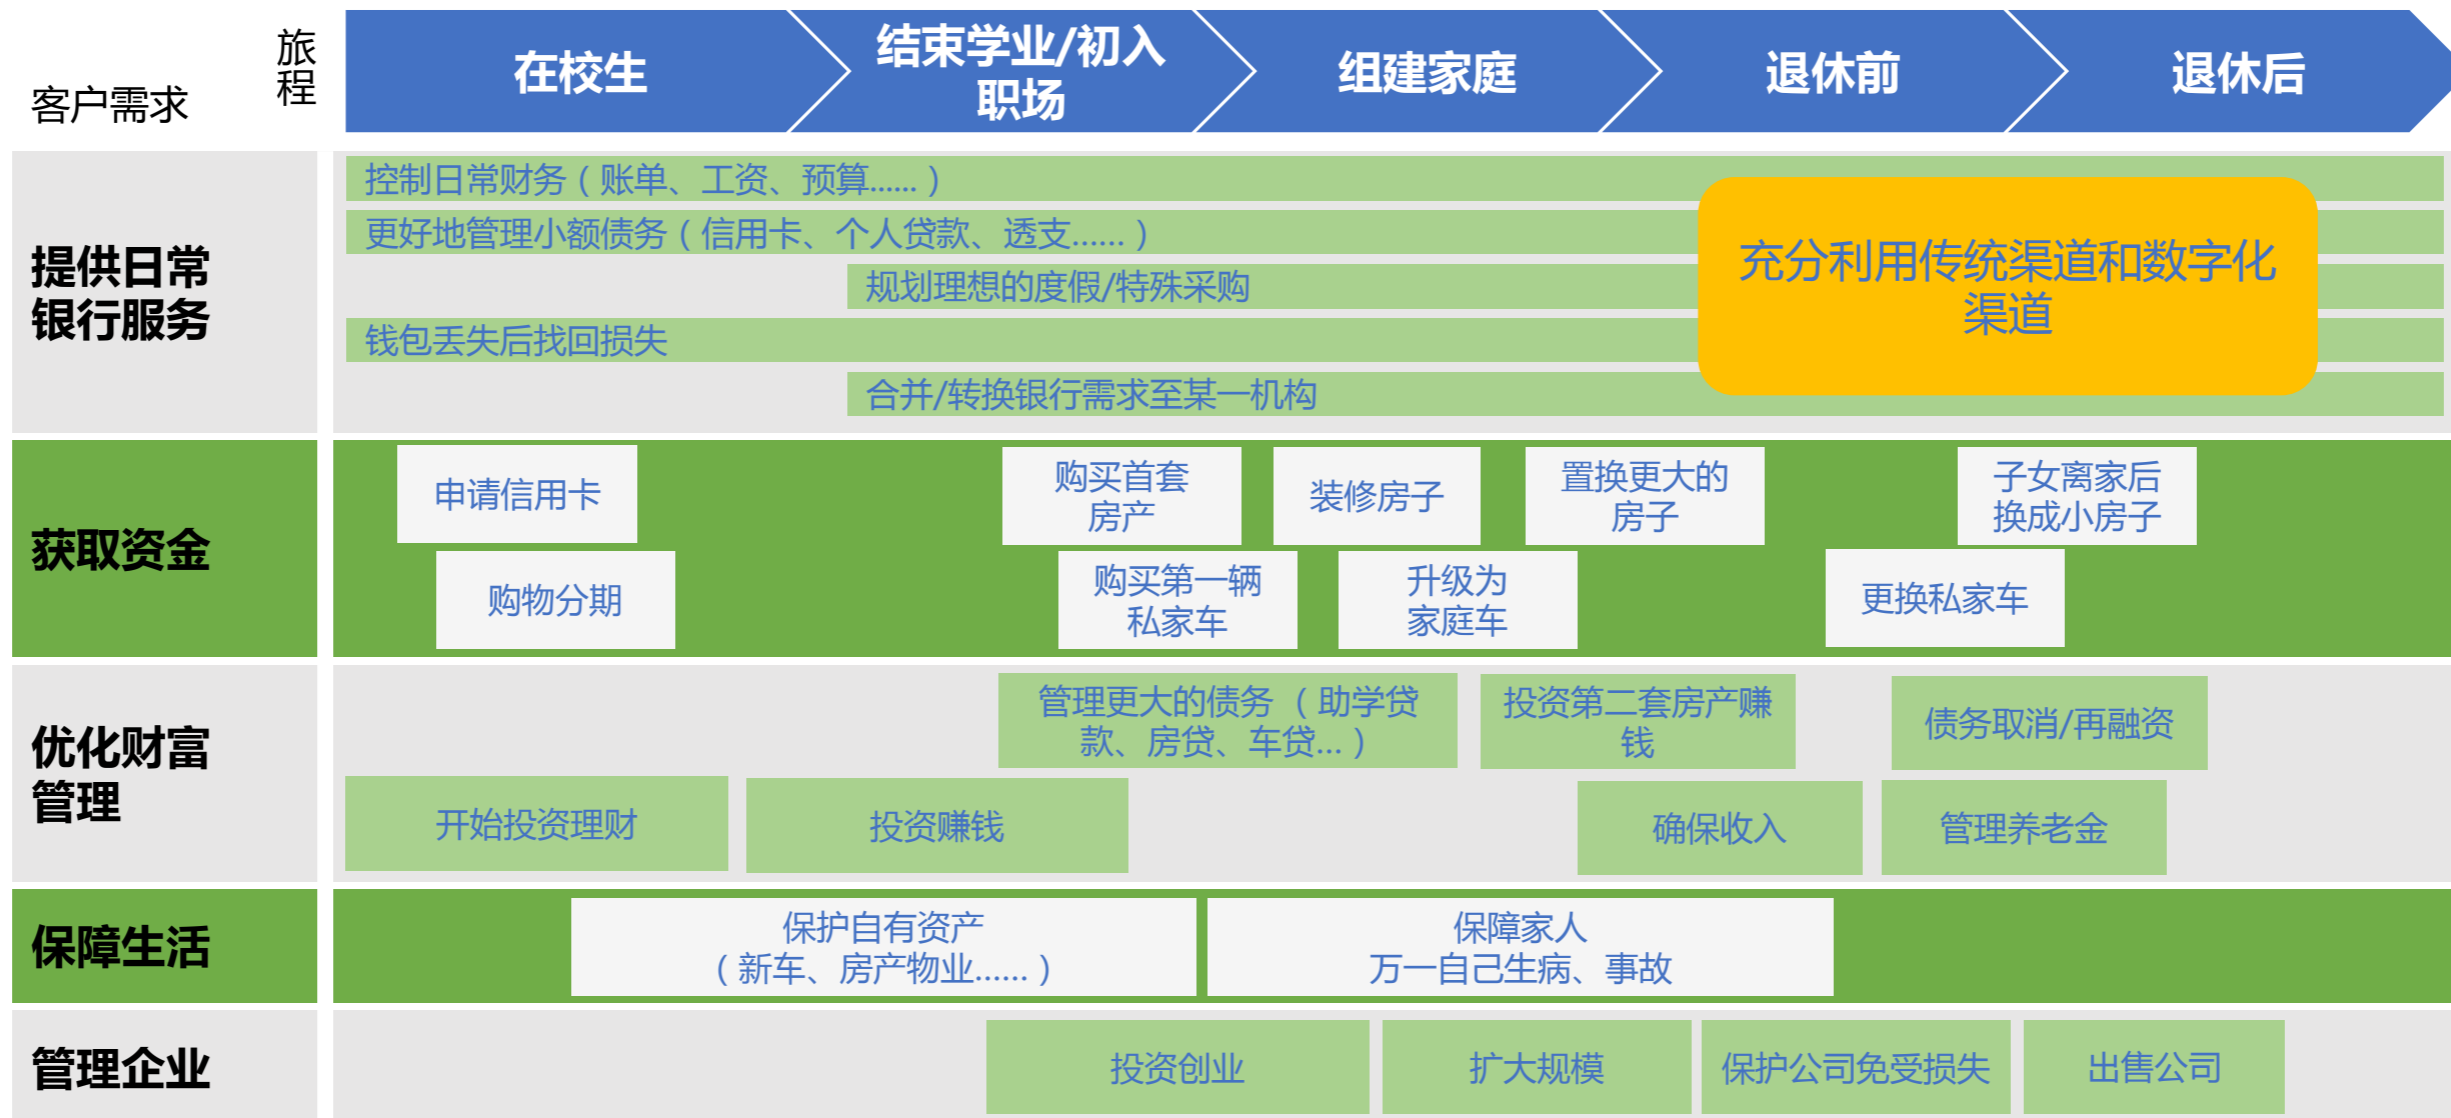 旅程
客户需求
在校生
结束学业/初入
职场
组建家庭
退休前
退休后
提供日常
银行服务
控制日常财务（账单、工资、预算......）
更好地管理小额债务（信用卡、个人贷款、透支......）
规划理想的度假/特殊采购
钱包丢失后找回损失
合并/转换银行需求至某一机构
充分利用传统渠道和数字化
渠道
获取资金
申请信用卡
购物分期
购买首套
房产
装修房子
置换更大的
房子
子女离家后
换成小房子
购买第一辆
私家车
升级为
家庭车
更换私家车
优化财富
管理
管理更大的债务（助学贷
款、房贷、车贷...）
投资第二套房产赚
钱
债务取消/再融资
开始投资理财
投资赚钱
确保收入
管理养老金
保障生活
保护自有资产
（新车、房产物业......）
保障家人
万一自己生病、事故
管理企业
投资创业
扩大规模
保护公司免受损失
出售公司